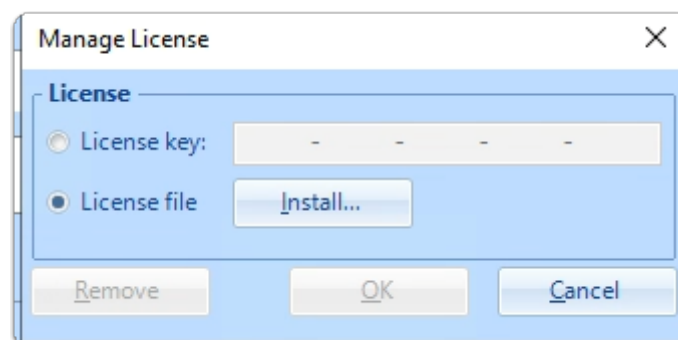 Manage License
License
License key:
- - - -
License file Install...
Remove OK Cancel